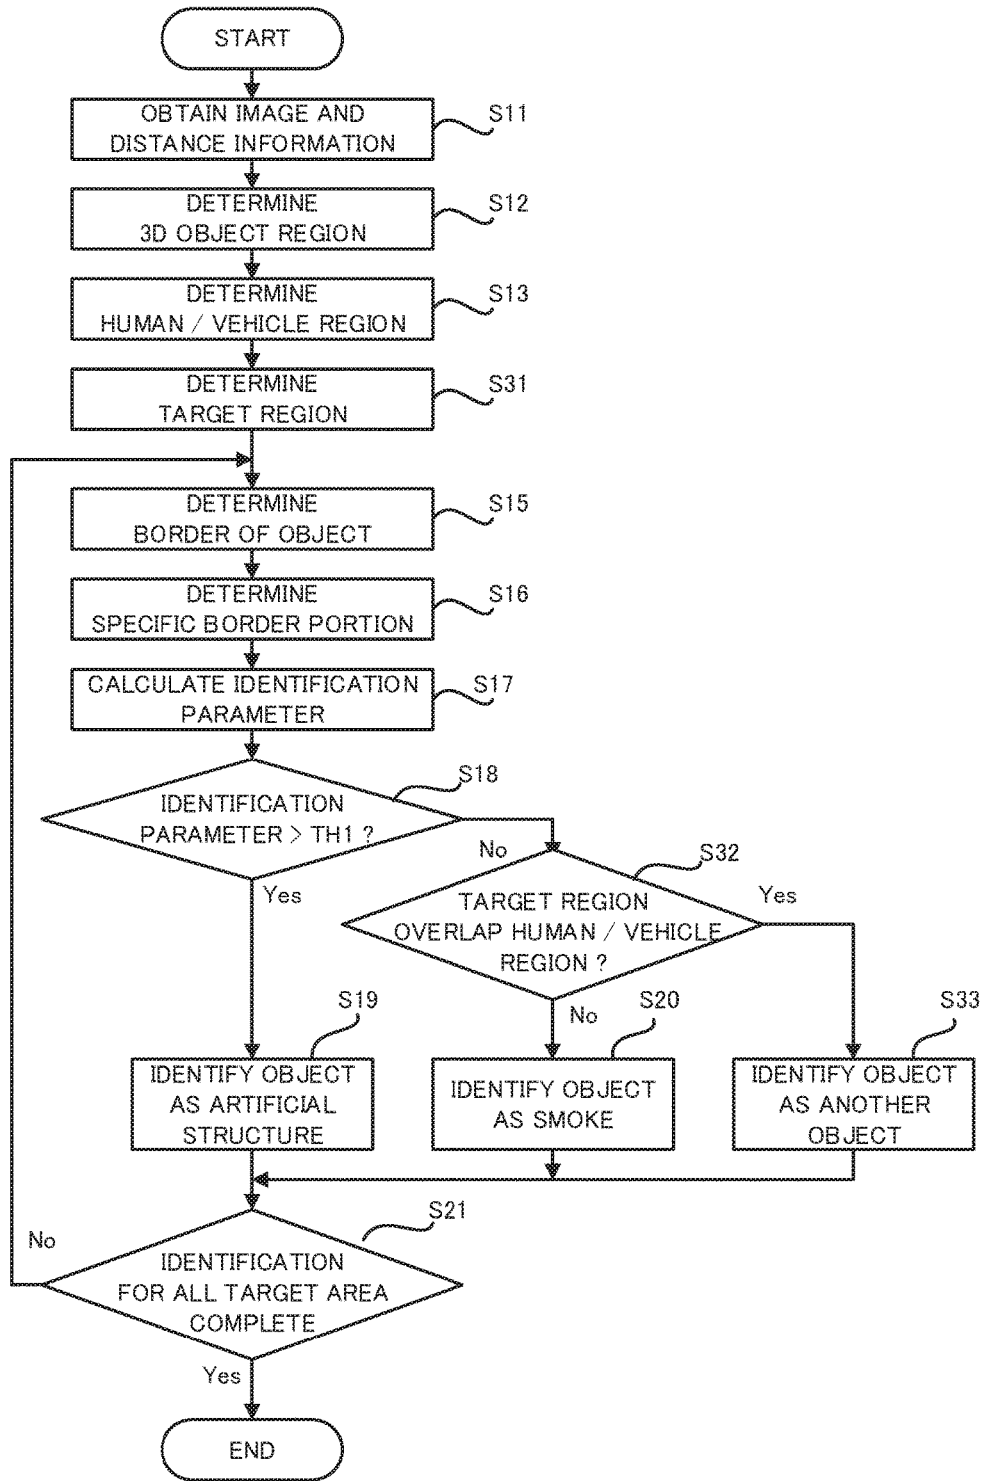 START
OBTAIN IMAGE AND
DISTANCE INFORMATION
S11
DETERMINE
3D OBJECT REGION
S12
DETERMINE
HUMAN / VEHICLE REGION
S13
DETERMINE
TARGET REGION
S31
DETERMINE
BORDER OF OBJECT
S15
DETERMINE
SPECIFIC BORDER PORTION
S16
CALCULATE IDENTIFICATION
PARAMETER
S17
IDENTIFICATION
PARAMETER > TH1 ?
S18
No
Yes
TARGET REGION
OVERLAP HUMAN / VEHICLE
REGION ?
S32
Yes
No
S19
IDENTIFY OBJECT
AS ARTIFICIAL
STRUCTURE
S20
IDENTIFY OBJECT
AS SMOKE
S33
IDENTIFY OBJECT
AS ANOTHER
OBJECT
S21
No
IDENTIFICATION
FOR ALL TARGET AREA
COMPLETE
Yes
END